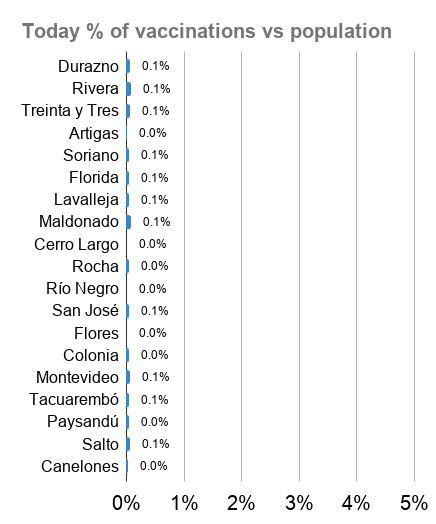 Today % of vaccinations vs population
Durazno 0.1%
Rivera 0.1%
Treinta y Tres 0.1%
Artigas 0.0%
Soriano 0.1%
Florida 0.1%
Lavalleja 0.1%
Maldonado 0.1%
Cerro Largo 0.0%
Rocha 0.0%
Río Negro 0.0%
San José 0.1%
Flores 0.0%
Colonia 0.0%
Montevideo 0.1%
Tacuarembó 0.1%
Paysandú 0.0%
Salto 0.1%
Canelones 0.0%
0% 1% 2% 3% 4% 5%